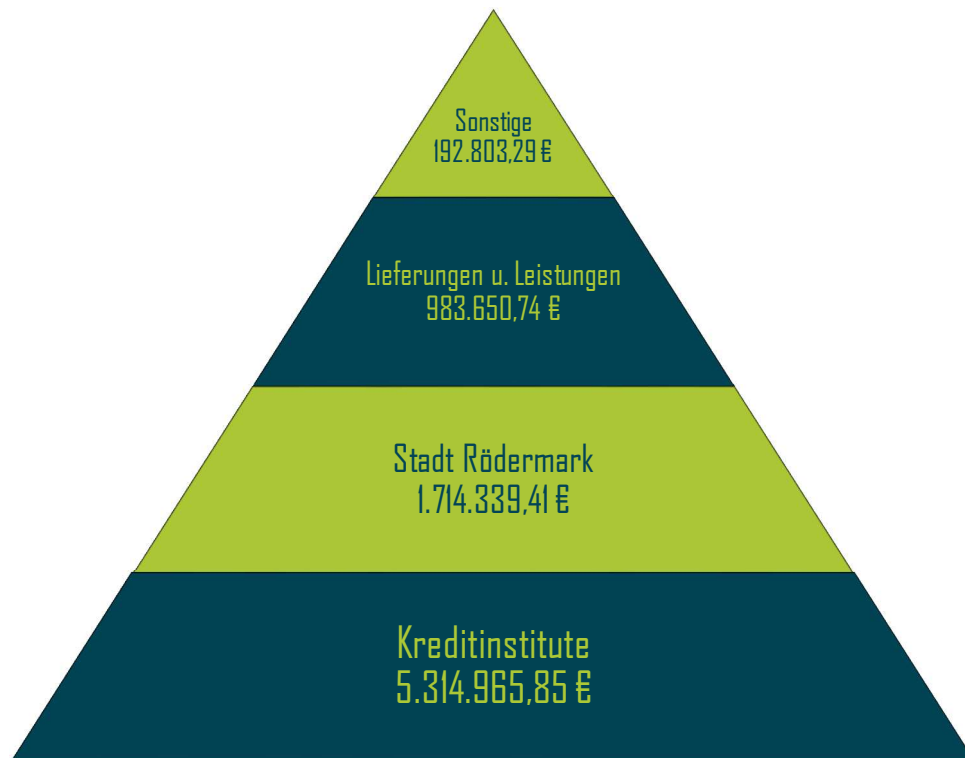 Sonstige
192.803,29 €
Lieferungen u. Leistungen
983.650,74 €
Stadt Rödermark
1.714.339,41 €
Kreditinstitute
5.314.965,85 €